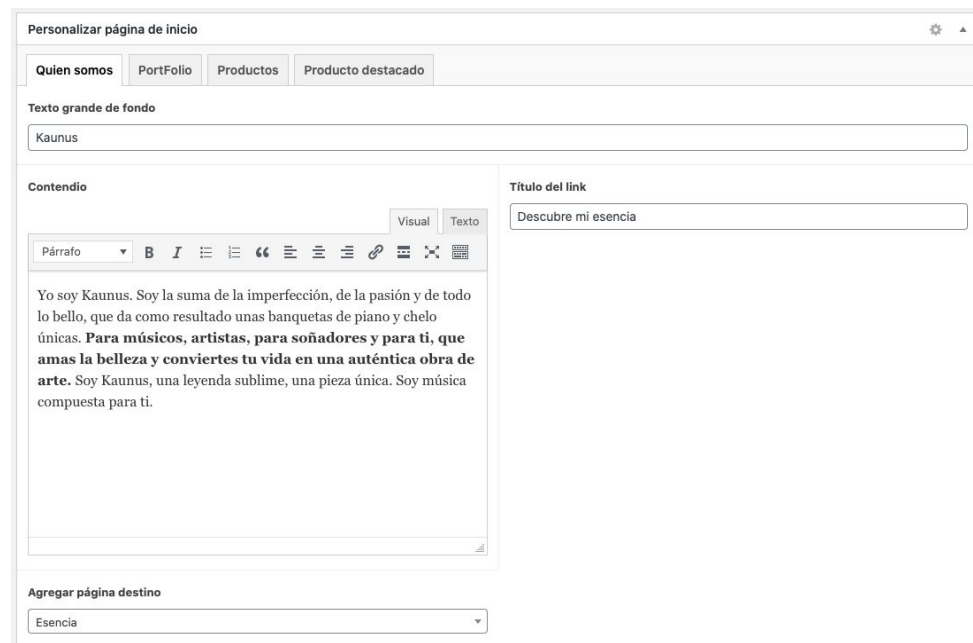 Personalizar página de inicio
Quien somos PortFolio Productos Producto destacado
Texto grande de fondo
Kaunus
Contendio
Visual Texto
Párrafo
Yo soy Kaunus. Soy la suma de la imperfección, de la pasión y de todo
lo bello, que da como resultado unas banquetas de piano y chelo
únicas. Para músicos, artistas, para soñadores y para ti, que
amas la belleza y conviertes tu vida en una auténtica obra de
arte. Soy Kaunus, una leyenda sublime, una pieza única. Soy música
compuesta para ti.
Título del link
Descubre mi esencia
Agregar página destino
Esencia